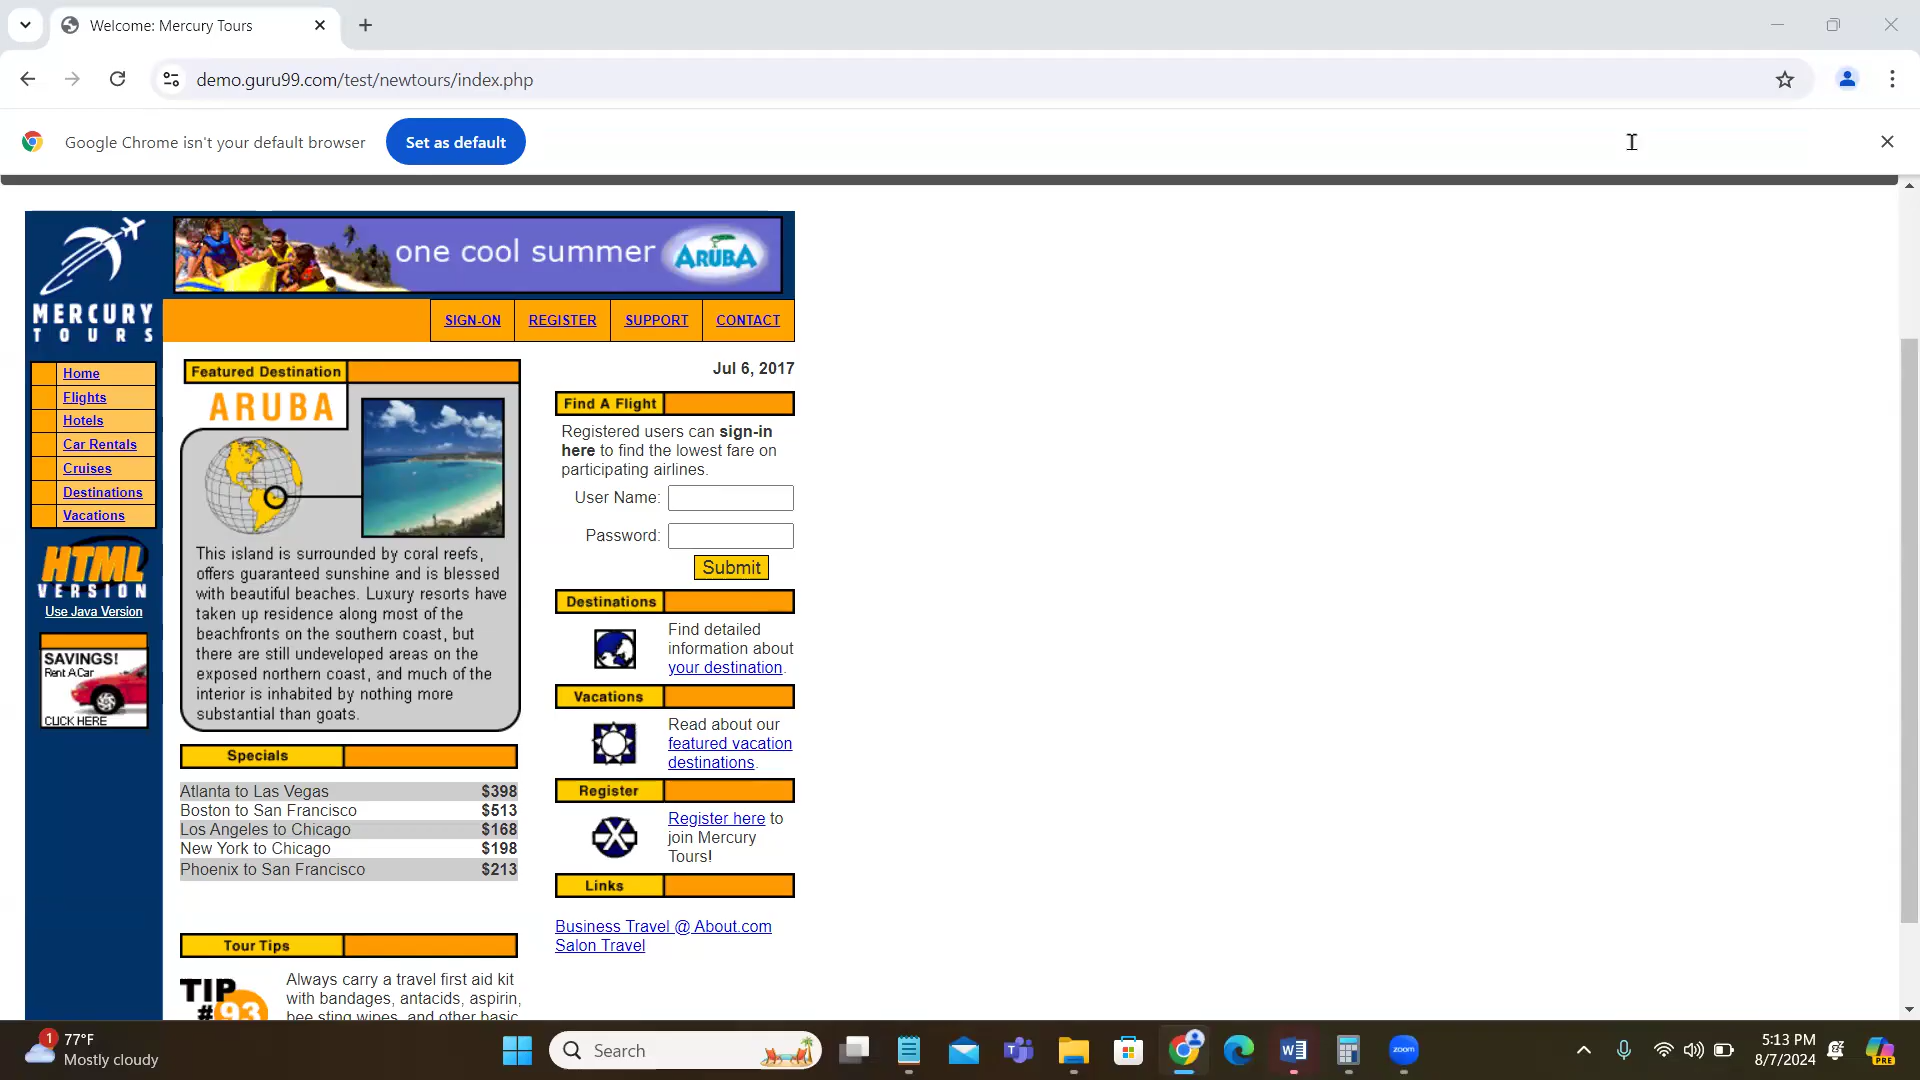 Welcome: Mercury Tours
demo.guru99.com/test/newtours/index.php
Google Chrome isn't your default browser
Set as default
one cool summer ARUBA
MERCURY
TOURS
SIGN-ON REGISTER SUPPORT CONTACT
Home
Flights
Hotels
Car Rentals
Cruises
Destinations
Vacations
HTML
VERSION
Use Java Version
SAVINGS!
Rent A Car
CLICK HERE
Featured Destination
ARUBA
This island is surrounded by coral reefs,
offers guaranteed sunshine and is blessed
with beautiful beaches. Luxury resorts have
taken up residence along most of the
beachfronts on the southern coast, but
there are still undeveloped areas on the
exposed northern coast, and much of the
interior is inhabited by nothing more
substantial than goats.
Specials
Atlanta to Las Vegas $398
Boston to San Francisco $513
Los Angeles to Chicago $168
New York to Chicago $198
Phoenix to San Francisco $213
Tour Tips
TIP
#93
Always carry a travel first aid kit
with bandages, antacids, aspirin,
bee sting wipes, and other basic
Jul 6, 2017
Find A Flight
Registered users can sign-in
here to find the lowest fare on
participating airlines.
User Name:
Password:
Submit
Destinations
Find detailed
information about
your destination.
Vacations
Read about our
featured vacation
destinations.
Register
Register here to
join Mercury
Tours!
Links
Business Travel @ About.com
Salon Travel
1
77°F
Mostly cloudy
Search
zoom
5:13 PM
8/7/2024
PRE